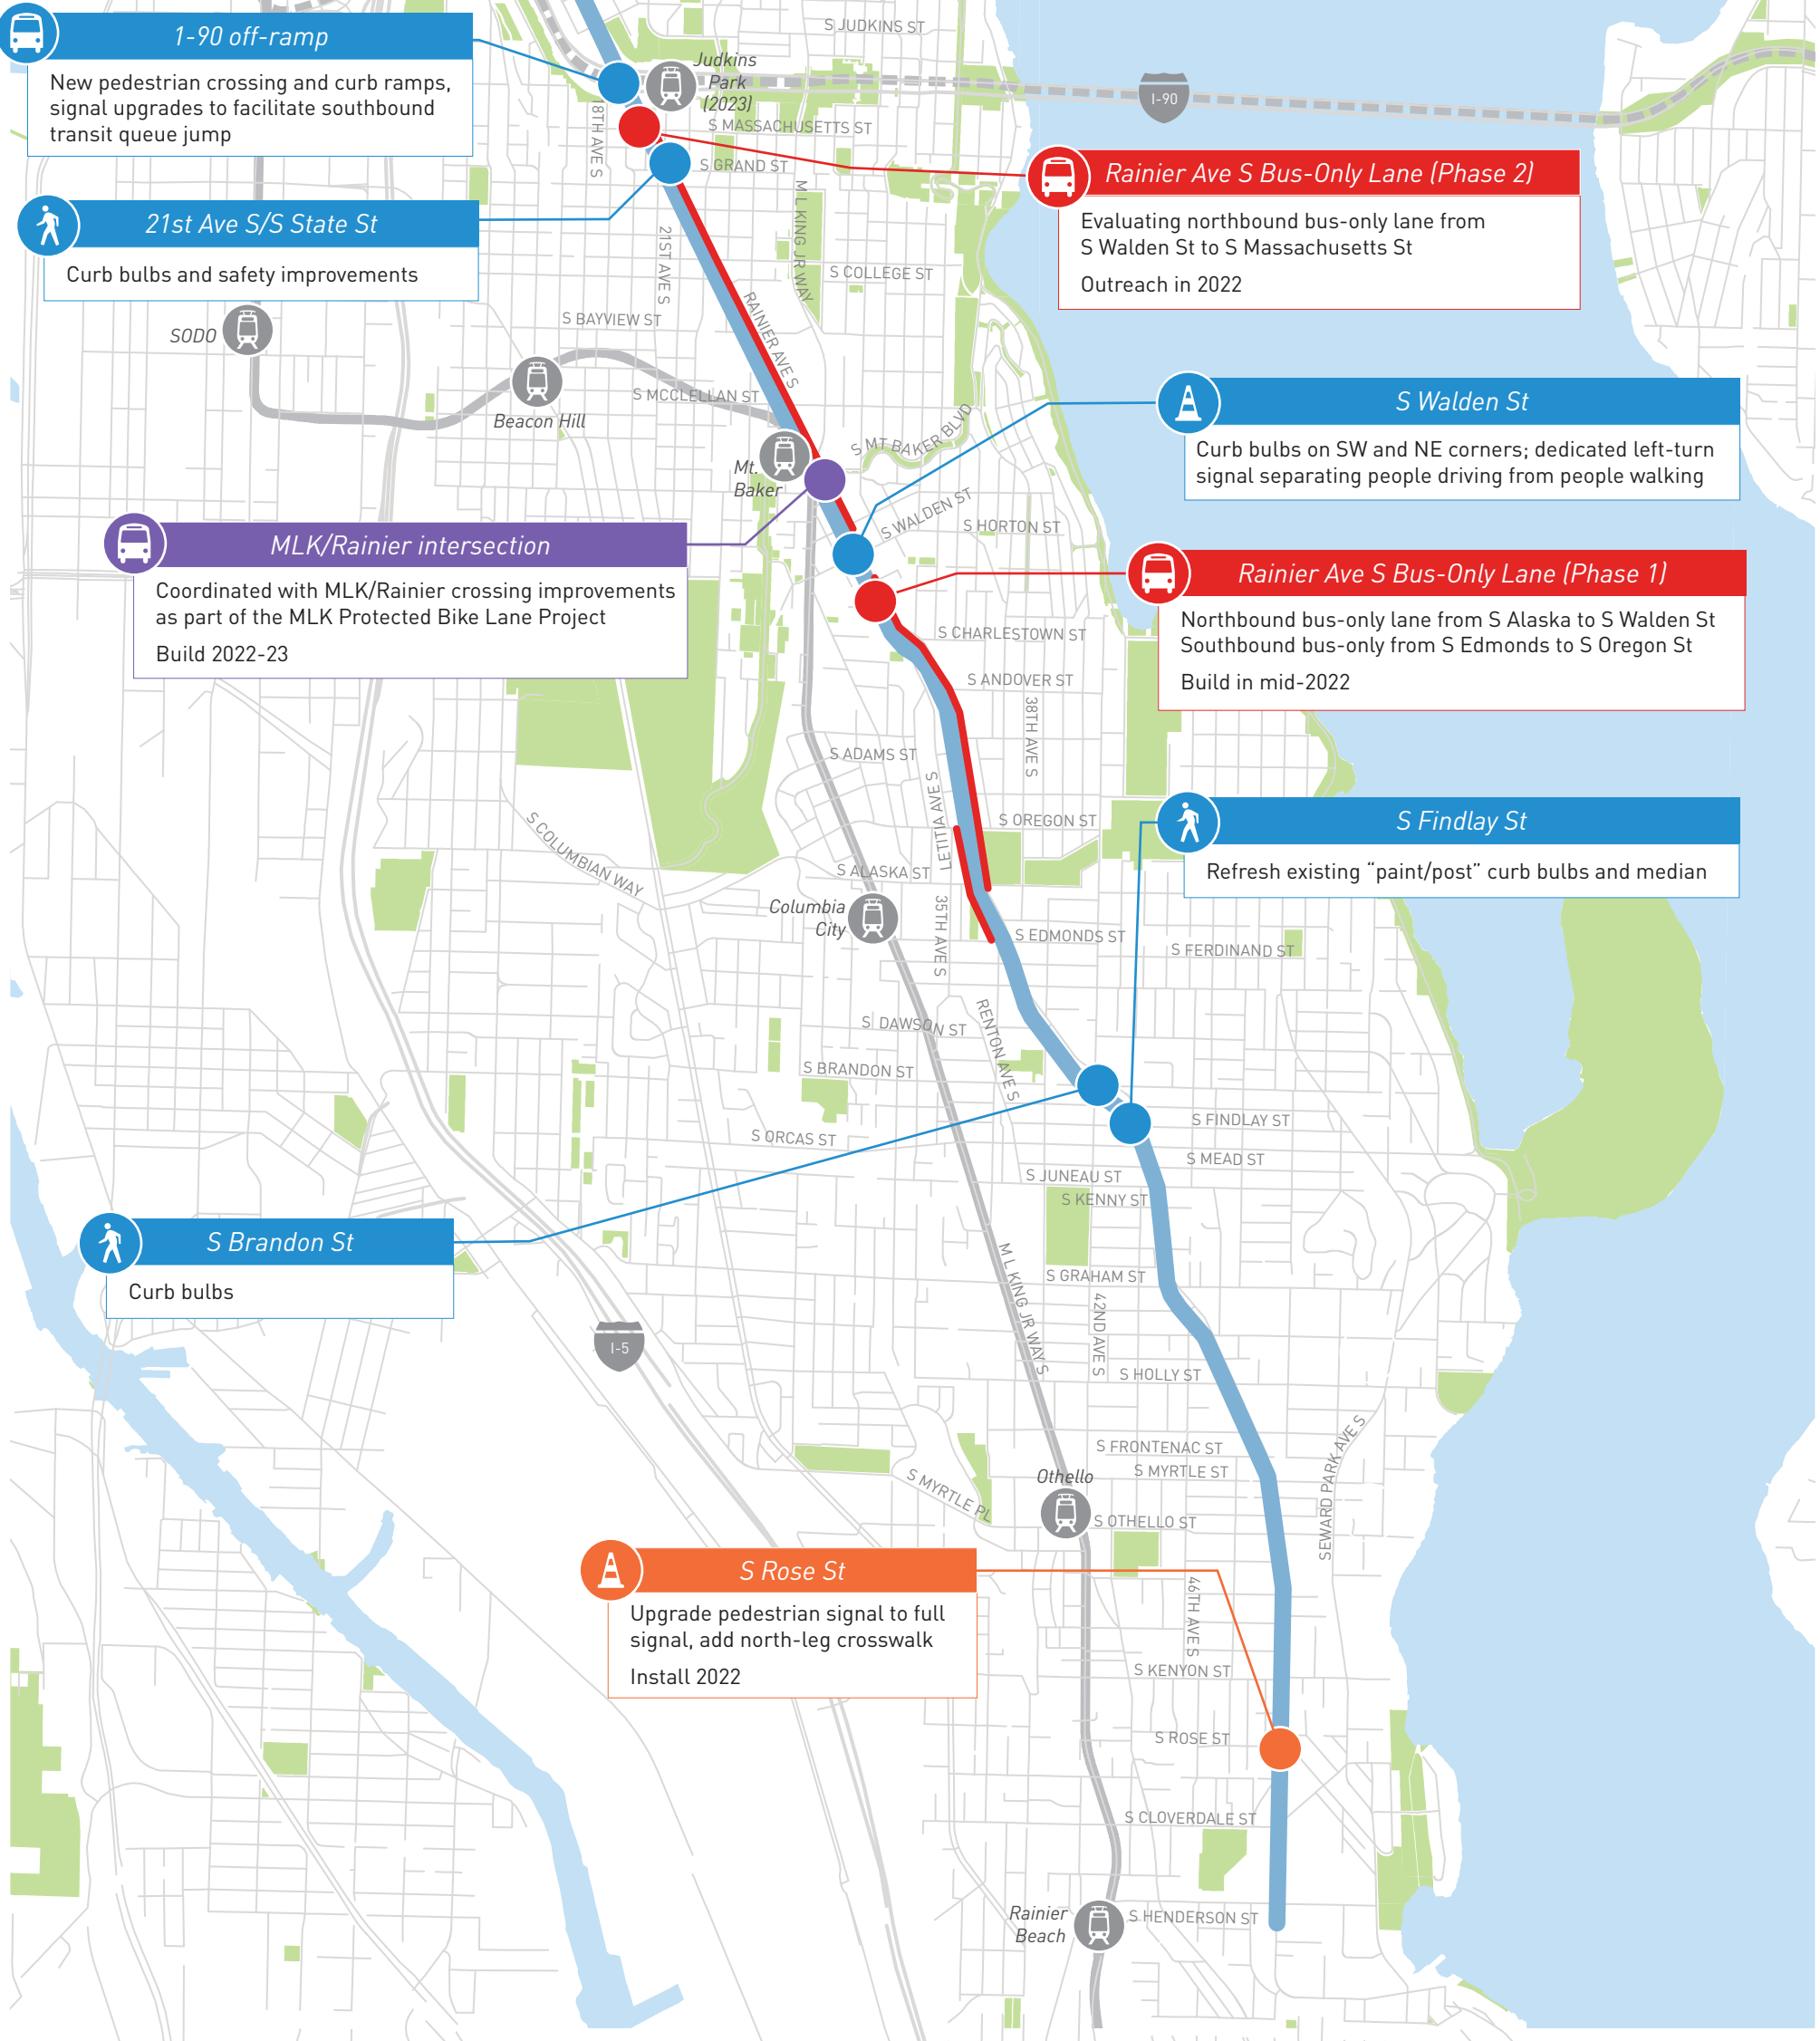 1-90 off-ramp
New pedestrian crossing and curb ramps,
signal upgrades to facilitate southbound
transit queue jump
S JUDKINS ST
Judkins
Park
(2023)
I-90
18TH AVE S
S MASSACHUSETTS ST
S GRAND ST
Rainier Ave S Bus-Only Lane (Phase 2)
Evaluating northbound bus-only lane from
S Walden St to S Massachusetts St
Outreach in 2022
21st Ave S/S State St
Curb bulbs and safety improvements
21ST AVE S
M L KING JR WAY
S COLLEGE ST
RAINIER AVE S
SODO
S BAYVIEW ST
Beacon Hill
S MCCLELLAN ST
S MT BAKER BLVD
Mt.
Baker
S Walden St
Curb bulbs on SW and NE corners; dedicated left-turn
signal separating people driving from people walking
S WALDEN ST
S HORTON ST
MLK/Rainier intersection
Coordinated with MLK/Rainier crossing improvements
as part of the MLK Protected Bike Lane Project
Build 2022-23
Rainier Ave S Bus-Only Lane (Phase 1)
Northbound bus-only lane from S Alaska to S Walden St
Southbound bus-only from S Edmonds to S Oregon St
Build in mid-2022
S CHARLESTOWN ST
S ANDOVER ST
38TH AVE S
S ADAMS ST
LETITIA AVE S
S OREGON ST
S COLUMBIAN WAY
S ALASKA ST
S Findlay St
Refresh existing “paint/post” curb bulbs and median
Columbia
City
35TH AVE S
S EDMONDS ST
S FERDINAND ST
S DAWSON ST
RENTON AVE S
S BRANDON ST
S FINDLAY ST
S ORCAS ST
S MEAD ST
S JUNEAU ST
S KENNY ST
S Brandon St
Curb bulbs
M L KING JR WAY S
S GRAHAM ST
42ND AVE S
I-5
S HOLLY ST
SEWARD PARK AVE S
S FRONTENAC ST
S MYRTLE ST
S MYRTLE PL
Othello
S OTHELLO ST
S Rose St
Upgrade pedestrian signal to full
signal, add north-leg crosswalk
Install 2022
46TH AVE S
S KENYON ST
S ROSE ST
S CLOVERDALE ST
Rainier
Beach
S HENDERSON ST